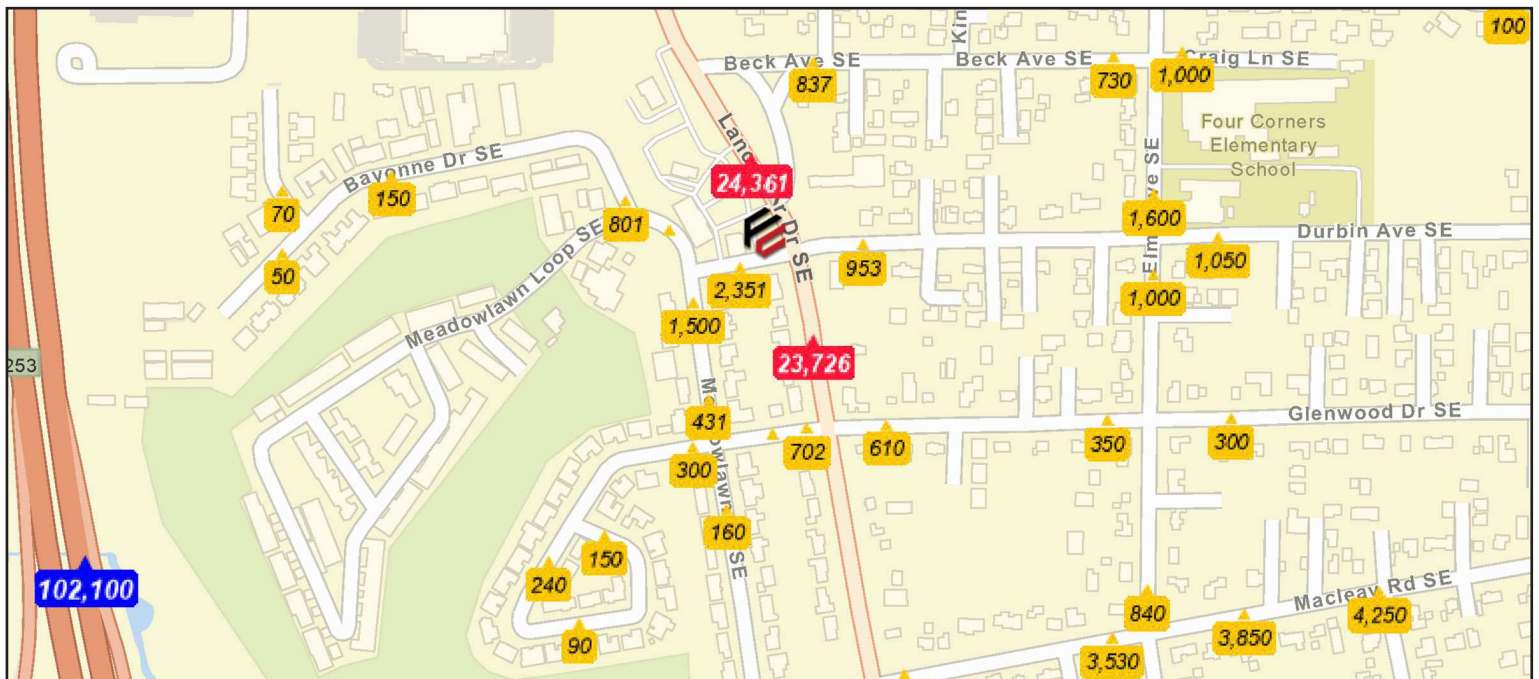 Kin
100
Beck Ave SE
Beck Ave SE
Craig Ln SE
837
730
1,000
Four Corners
Elementary
School
Bayonne Dr SE
24,361
70
150
801
1,600
Durbin Ave SE
953
1,050
50
2,351
Meadowlawn Loop SE
1,000
1,500
23,726
253
Glenwood Dr SE
431
702
610
350
300
300
160
150
240
102,100
Macleay Rd SE
840
4,250
3,850
90
3,530